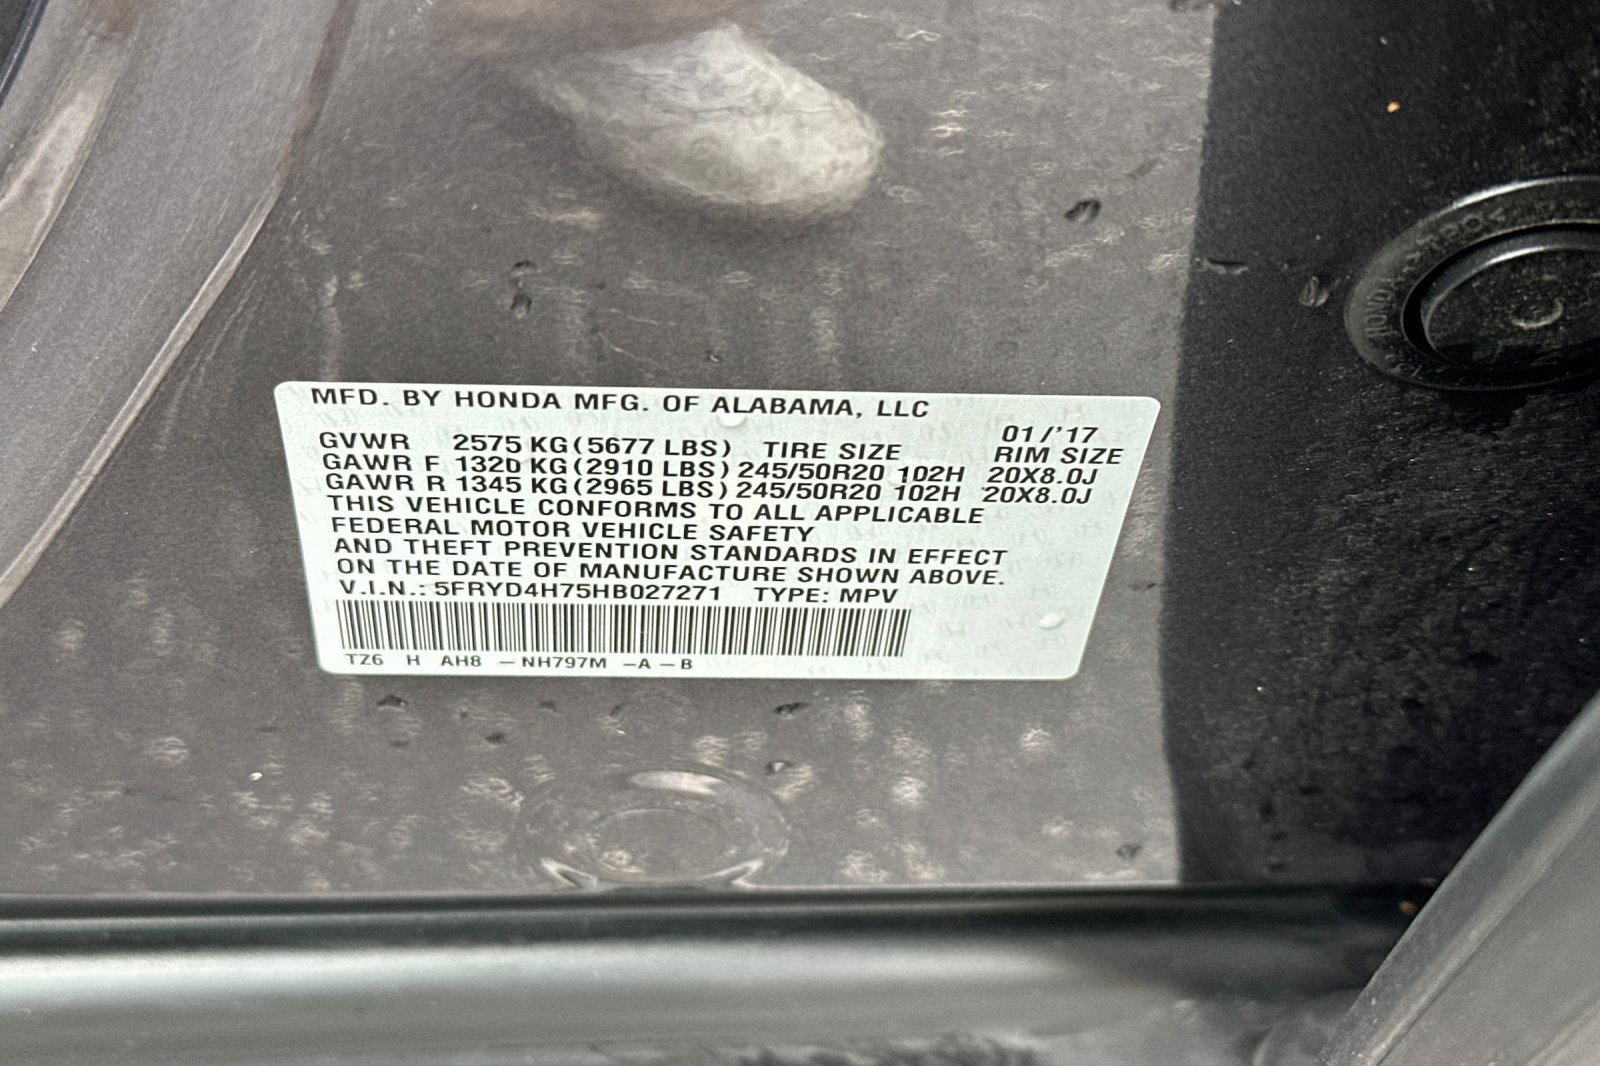 MFD. BY HONDA MFG. OF ALABAMA, LLC
01/'17
GVWR 2575 KG(5677 LBS) TIRE SIZE RIM SIZE
GAWR F 1320 KG(2910 LBS) 245/50R20 102H 20X8.0J
GAWR R 1345 KG(2965 LBS) 245/50R20 102H 20X8.0J
THIS VEHICLE CONFORMS TO ALL APPLICABLE
FEDERAL MOTOR VEHICLE SAFETY
AND THEFT PREVENTION STANDARDS IN EFFECT
ON THE DATE OF MANUFACTURE SHOWN ABOVE.
V.I.N.: 5FRYD4H75HB027271 TYPE: MPV
TZ6 H AH8 -NH797M -A-B